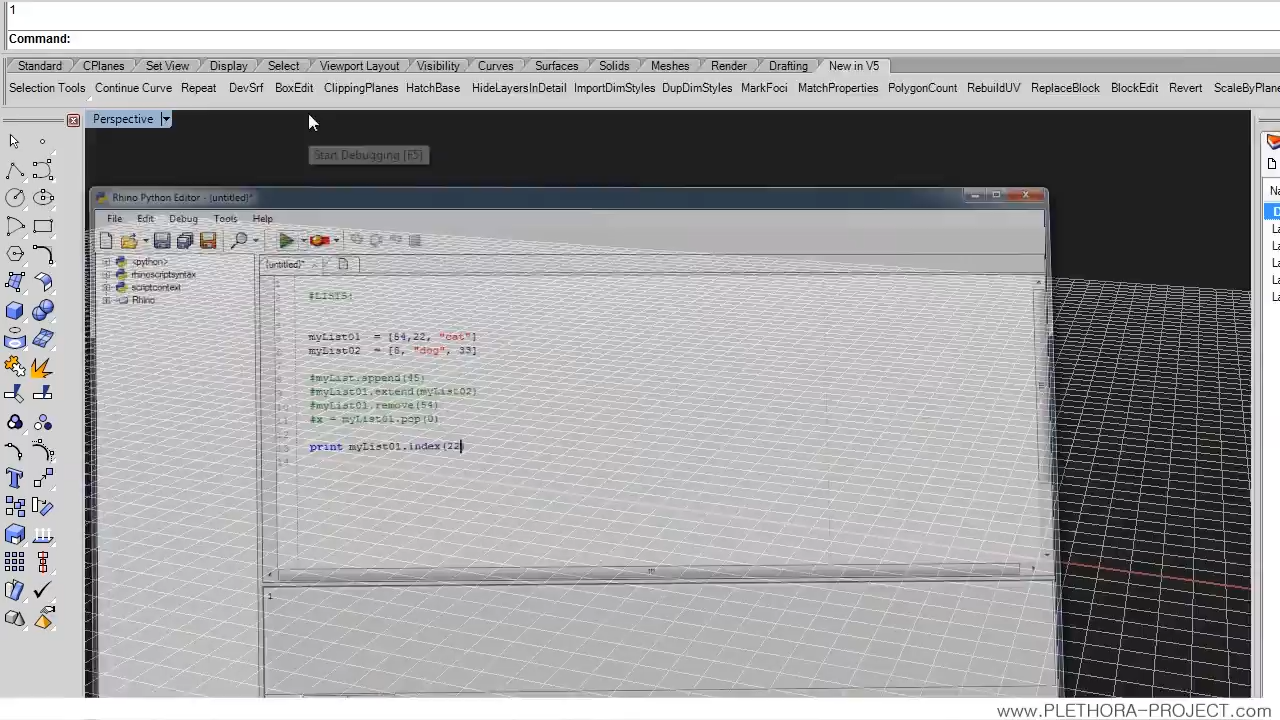 1
Command:
Standard CPlanes Set View Display Select Viewport Layout Visibility Curves Surfaces Solids Meshes Render Drafting New in V5
Selection Tools Continue Curve Repeat DevSrf BoxEdit ClippingPlanes HatchBase HideLayersInDetail ImportDimStyles DupDimStyles MarkFoci MatchProperties PolygonCount RebuildUV ReplaceBlock BlockEdit Revert ScaleByPlane
Perspective
Start Debugging [F5]
Rhino Python Editor - [untitled]*
File Edit Debug Tools Help
[untitled]*
<python>
rhinoscriptsyntax
scriptcontext
Rhino
#LISTS:
myList01 = [54,22, "cat"]
myList02 = [8, "dog", 33]
#myList.append(45)
#myList01.extend(myList02)
#myList01.remove(54)
#x = myList01.pop(0)
print myList01.index(22)
1
www.PLETHORA-PROJECT.com